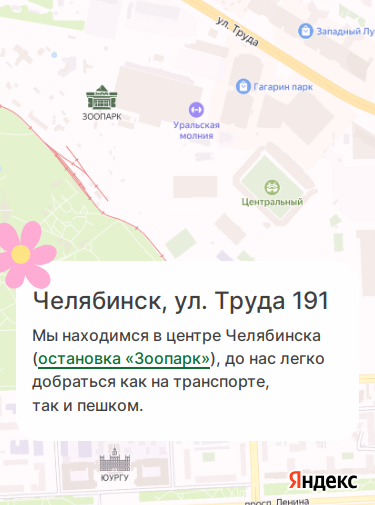 ул. Труда
Западный Лу
Гагарин парк
ЗООПАРК
Уральская
молния
Центральный
Челябинск, ул. Труда 191
Мы находимся в центре Челябинска
(остановка «Зоопарк»), до нас легко
добраться как на транспорте,
так и пешком.
ЮУРГУ
Яндекс
просп. Ленина